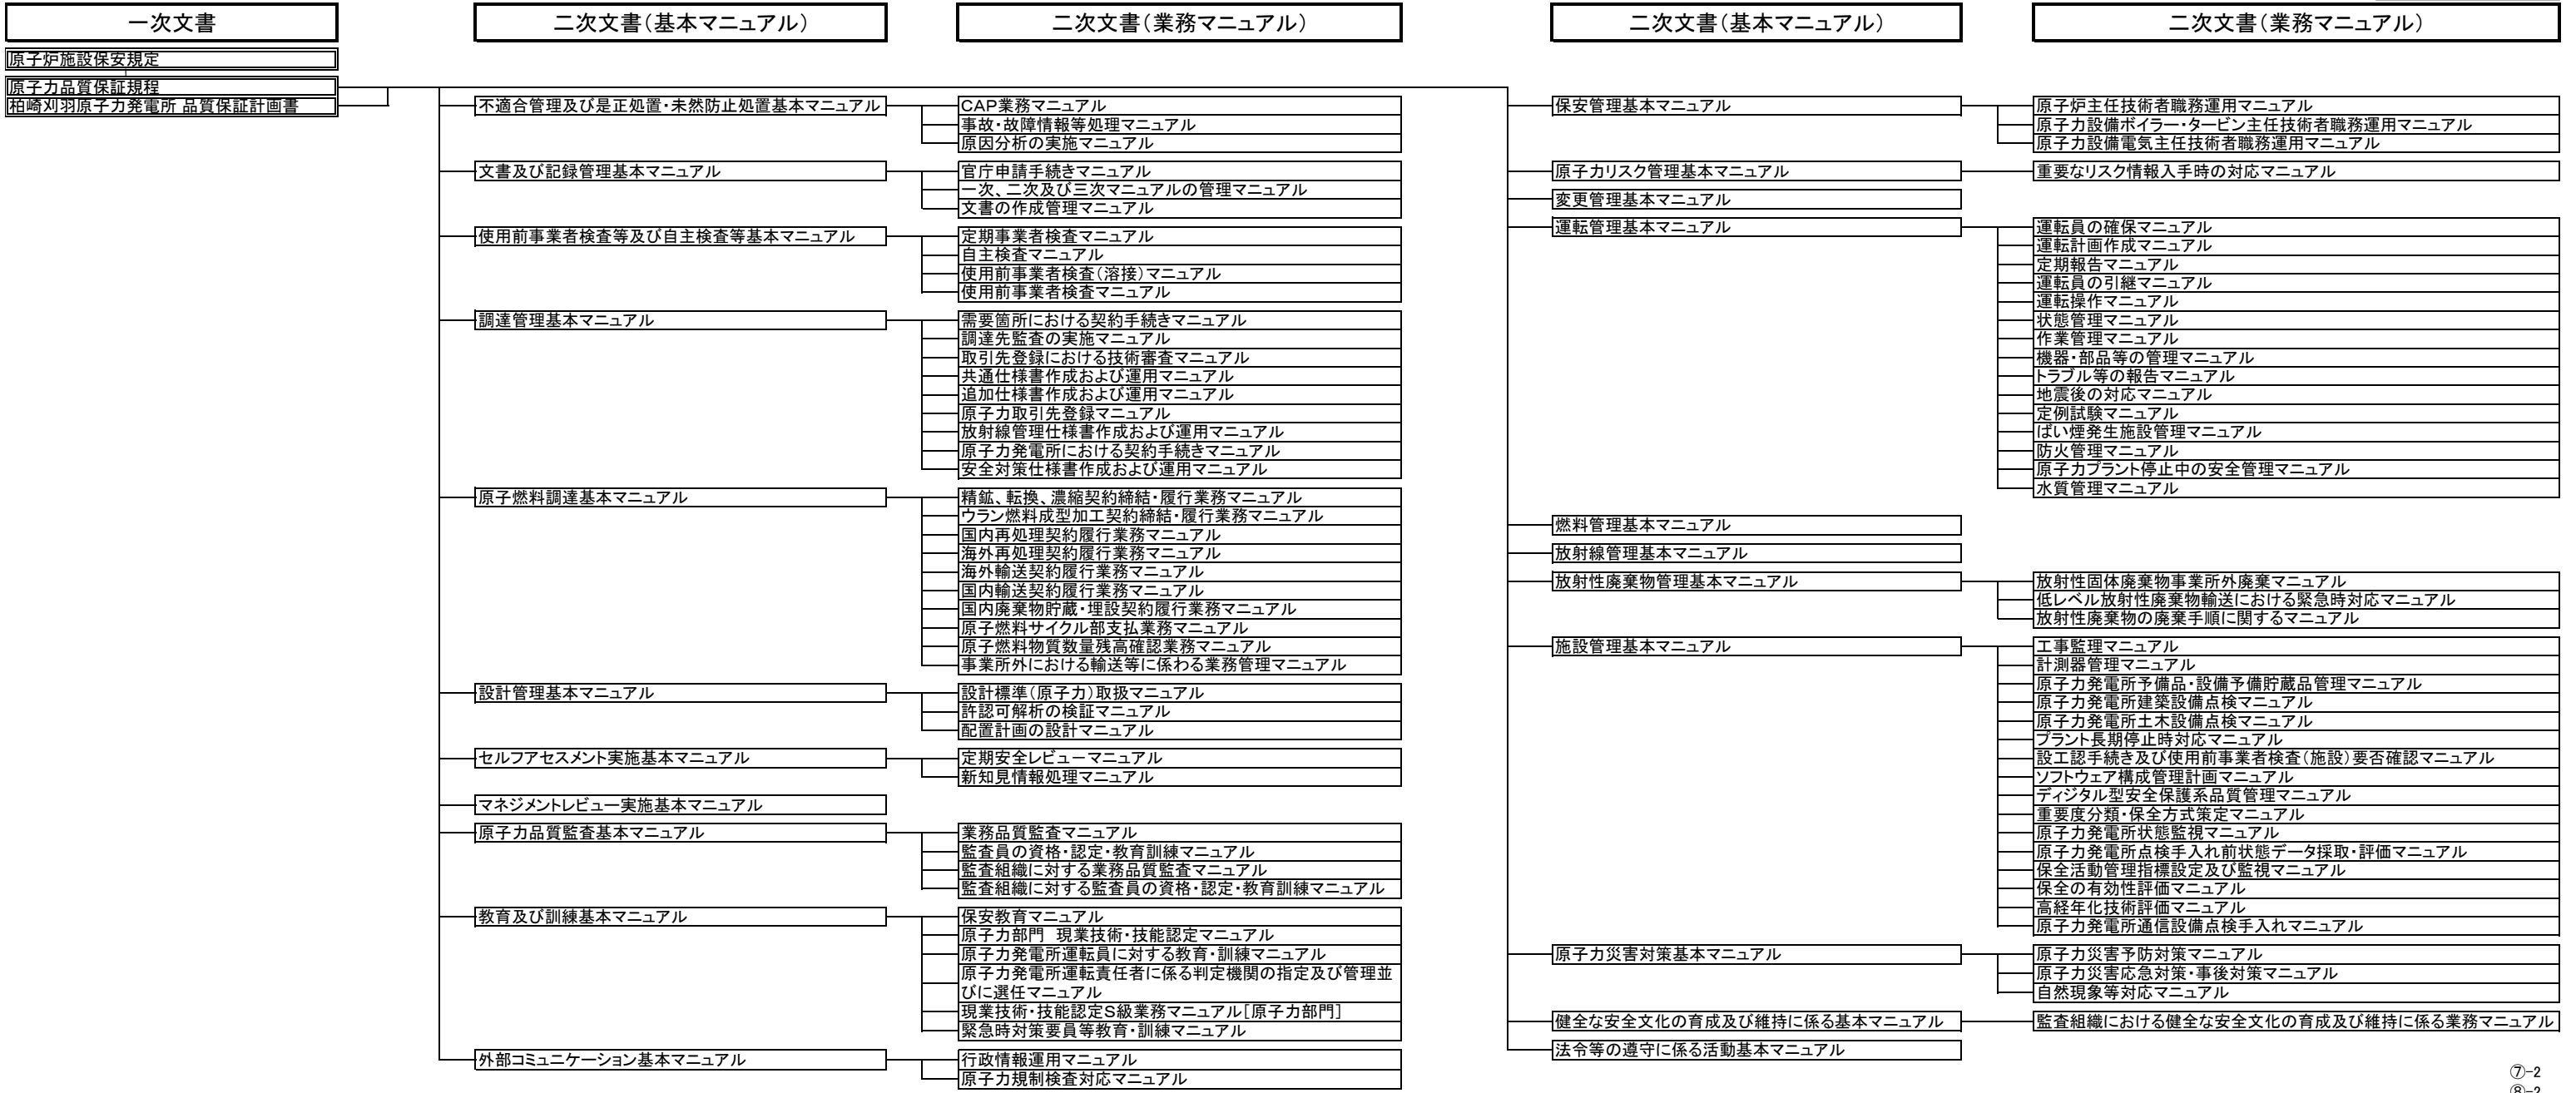 一次文書
原子炉施設保安規定
原子力品質保証規程
柏崎刈羽原子力発電所 品質保証計画書
二次文書（基本マニュアル）
二次文書（業務マニュアル）
不適合管理及び是正処置・未然防止処置基本マニュアル
CAP業務マニュアル
事故・故障情報等処理マニュアル
原因分析の実施マニュアル
文書及び記録管理基本マニュアル
官庁申請手続きマニュアル
一次、二次及び三次マニュアルの管理マニュアル
文書の作成管理マニュアル
使用前事業者検査等及び自主検査等基本マニュアル
定期事業者検査マニュアル
自主検査マニュアル
使用前事業者検査（溶接）マニュアル
使用前事業者検査マニュアル
調達管理基本マニュアル
需要箇所における契約手続きマニュアル
調達先監査の実施マニュアル
取引先登録における技術審査マニュアル
共通仕様書作成および運用マニュアル
追加仕様書作成および運用マニュアル
原子力取引先登録マニュアル
放射線管理仕様書作成および運用マニュアル
原子力発電所における契約手続きマニュアル
安全対策仕様書作成および運用マニュアル
原子燃料調達基本マニュアル
精鉱、転換、濃縮契約締結・履行業務マニュアル
ウラン燃料成型加工契約締結・履行業務マニュアル
国内再処理契約履行業務マニュアル
海外再処理契約履行業務マニュアル
海外輸送契約履行業務マニュアル
国内輸送契約履行業務マニュアル
国内廃棄物貯蔵・埋設契約履行業務マニュアル
原子燃料サイクル部支払業務マニュアル
原子燃料物質数量残高確認業務マニュアル
事業所外における輸送等に係わる業務管理マニュアル
設計管理基本マニュアル
設計標準（原子力）取扱マニュアル
許認可解析の検証マニュアル
配置計画の設計マニュアル
セルフアセスメント実施基本マニュアル
定期安全レビューマニュアル
新知見情報処理マニュアル
マネジメントレビュー実施基本マニュアル
原子力品質監査基本マニュアル
業務品質監査マニュアル
監査員の資格・認定・教育訓練マニュアル
監査組織に対する業務品質監査マニュアル
監査組織に対する監査員の資格・認定・教育訓練マニュアル
教育及び訓練基本マニュアル
保安教育マニュアル
原子力部門　現業技術・技能認定マニュアル
原子力発電所運転員に対する教育・訓練マニュアル
原子力発電所運転責任者に係る判定機関の指定及び管理並
びに選任マニュアル
現業技術・技能認定S級業務マニュアル［原子力部門］
緊急時対策要員等教育・訓練マニュアル
外部コミュニケーション基本マニュアル
行政情報運用マニュアル
原子力規制検査対応マニュアル
二次文書（基本マニュアル）
二次文書（業務マニュアル）
保安管理基本マニュアル
原子炉主任技術者職務運用マニュアル
原子力設備ボイラー・タービン主任技術者職務運用マニュアル
原子力設備電気主任技術者職務運用マニュアル
原子力リスク管理基本マニュアル
重要なリスク情報入手時の対応マニュアル
変更管理基本マニュアル
運転管理基本マニュアル
運転員の確保マニュアル
運転計画作成マニュアル
定期報告マニュアル
運転員の引継マニュアル
運転操作マニュアル
状態管理マニュアル
作業管理マニュアル
機器・部品等の管理マニュアル
トラブル等の報告マニュアル
地震後の対応マニュアル
定例試験マニュアル
ばい煙発生施設管理マニュアル
防火管理マニュアル
原子力プラント停止中の安全管理マニュアル
水質管理マニュアル
燃料管理基本マニュアル
放射線管理基本マニュアル
放射性廃棄物管理基本マニュアル
放射性固体廃棄物事業所外廃棄マニュアル
低レベル放射性廃棄物輸送における緊急時対応マニュアル
放射性廃棄物の廃棄手順に関するマニュアル
施設管理基本マニュアル
工事監理マニュアル
計測器管理マニュアル
原子力発電所予備品・設備予備貯蔵品管理マニュアル
原子力発電所建築設備点検マニュアル
原子力発電所土木設備点検マニュアル
プラント長期停止時対応マニュアル
設工認手続き及び使用前事業者検査（施設）要否確認マニュアル
ソフトウェア構成管理計画マニュアル
ディジタル型安全保護系品質管理マニュアル
重要度分類・保全方式策定マニュアル
原子力発電所状態監視マニュアル
原子力発電所点検手入れ前状態データ採取・評価マニュアル
保全活動管理指標設定及び監視マニュアル
保全の有効性評価マニュアル
高経年化技術評価マニュアル
原子力発電所通信設備点検手入れマニュアル
原子力災害対策基本マニュアル
原子力災害予防対策マニュアル
原子力災害応急対策・事後対策マニュアル
自然現象等対応マニュアル
健全な安全文化の育成及び維持に係る基本マニュアル
監査組織における健全な安全文化の育成及び維持に係る業務マニュアル
法令等の遵守に係る活動基本マニュアル
⑦-2
⑧-2